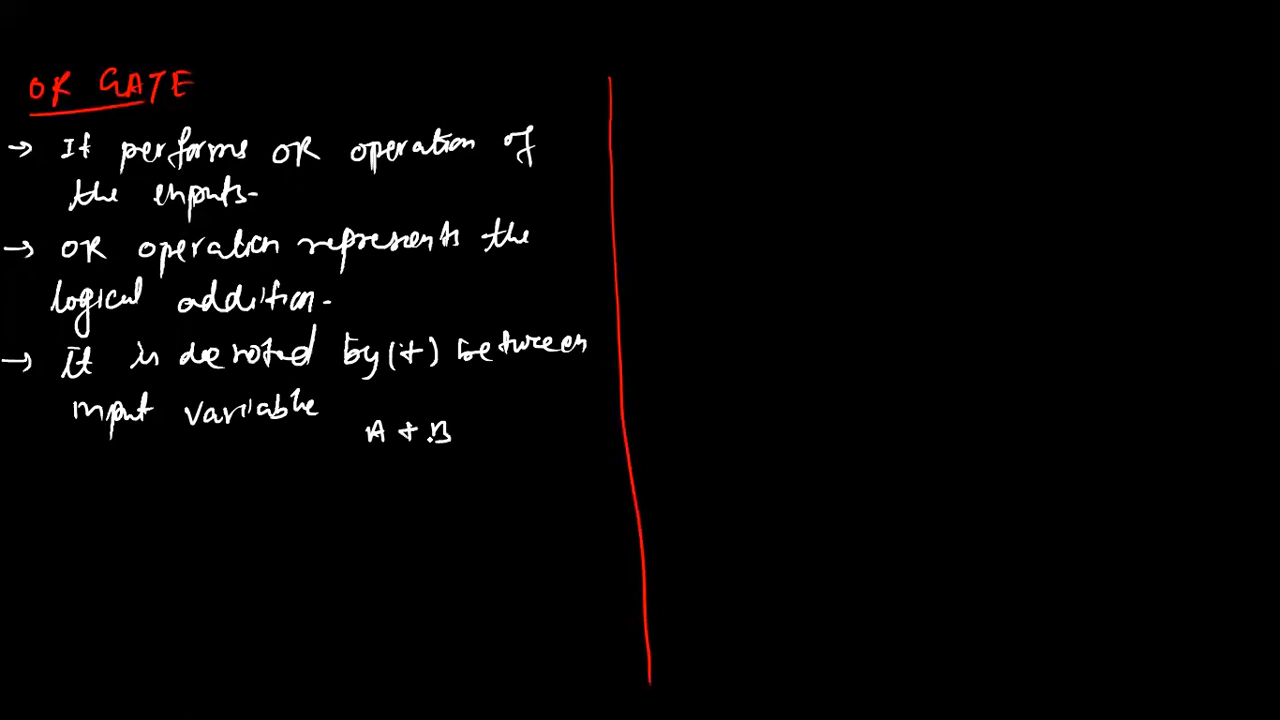 OR GATE
→ It performs OR operation of
the inputs.
→ OR operation represents the
logical addition.
→ It is denoted by (+) between
input variable
A + B